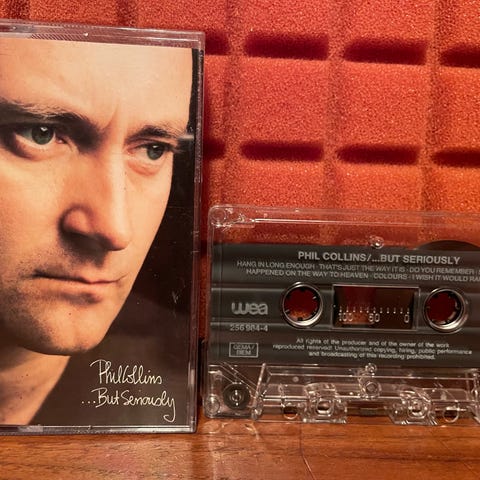 Phil Collins
...But Seriously
PHIL COLLINS/...BUT SERIOUSLY
HANG IN LONG ENOUGH · THAT'S JUST THE WAY IT IS · DO YOU REMEMBER ·
HAPPENED ON THE WAY TO HEAVEN · COLOURS · I WISH IT WOULD RA
wea
256 984-4
GEMA/
BIEM
All rights of the producer and of the owner of the work
reproduced reserved! Unauthorized copying, hiring, public performance
and broadcasting of this recording prohibited.